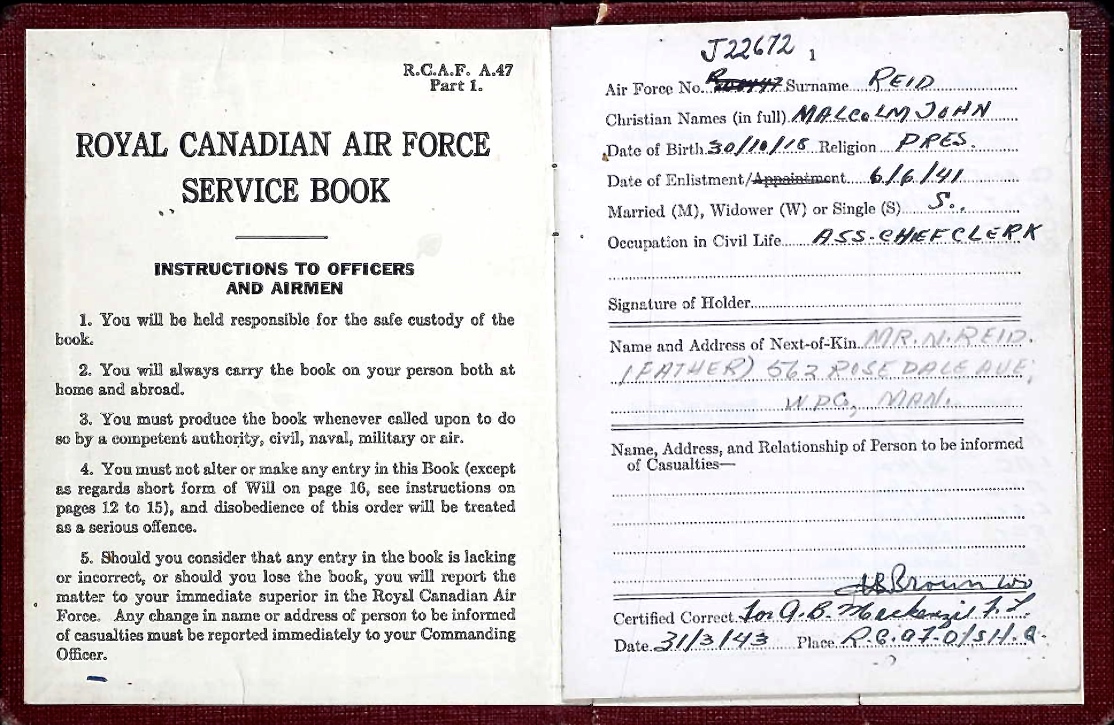 R.C.A.F. A.47
Part 1.
ROYAL CANADIAN AIR FORCE
SERVICE BOOK
INSTRUCTIONS TO OFFICERS
AND AIRMEN
1. You will be held responsible for the safe custody of the
book.
2. You will always carry the book on your person both at
home and abroad.
3. You must produce the book whenever called upon to do
so by a competent authority, civil, naval, military or air.
4. You must not alter or make any entry in this Book (except
as regards short form of Will on page 16, see instructions on
pages 12 to 15), and disobedience of this order will be treated
as a serious offence.
5. Should you consider that any entry in the book is lacking
or incorrect, or should you lose the book, you will report the
matter to your immediate superior in the Royal Canadian Air
Force. Any change in name or address of person to be informed
of casualties must be reported immediately to your Commanding
Officer.
J22672 1
Air Force No. Surname REID
Christian Names (in full) MALCOLM JOHN
Date of Birth 30/10/18 Religion PRES.
Date of Enlistment/Appointment 6/6/41
Married (M), Widower (W) or Single (S) S.
Occupation in Civil Life ASS-CHIEF CLERK
Signature of Holder
Name and Address of Next-of-Kin MR. N. REID.
(FATHER) 562 ROSEDALE AVE,
WPG, MAN.
Name, Address, and Relationship of Person to be informed
of Casualties—
Brown
Certified Correct for A.B. Mackenzie F.L.
Date 31/3/43 Place